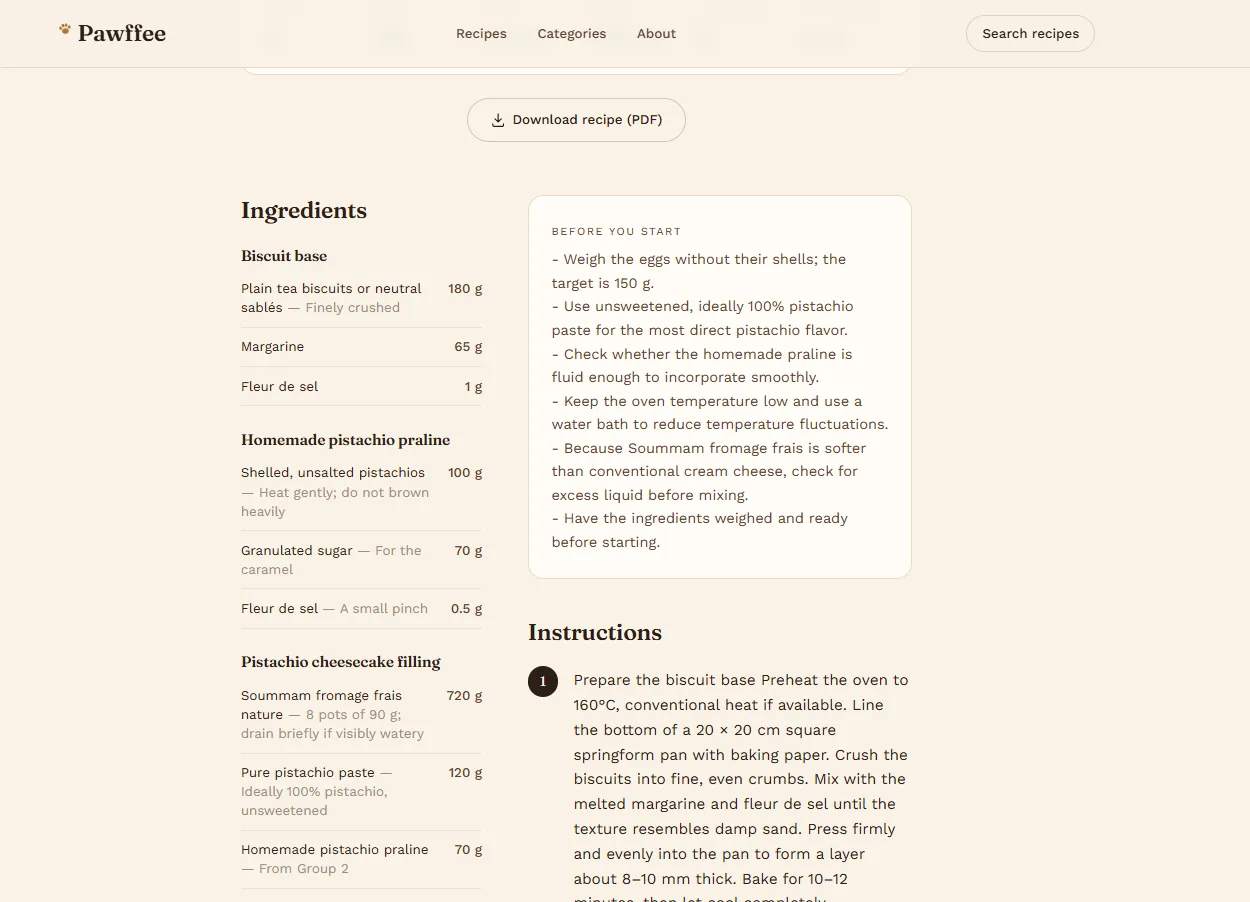 Pawffee
Recipes
Categories
About
Search recipes
Download recipe (PDF)
Ingredients
Biscuit base
Plain tea biscuits or neutral 180 g
sablés — Finely crushed
Margarine 65 g
Fleur de sel 1 g
Homemade pistachio praline
Shelled, unsalted pistachios 100 g
— Heat gently; do not brown
heavily
Granulated sugar — For the 70 g
caramel
Fleur de sel — A small pinch 0.5 g
Pistachio cheesecake filling
Soummam fromage frais 720 g
nature — 8 pots of 90 g;
drain briefly if visibly watery
Pure pistachio paste — 120 g
Ideally 100% pistachio,
unsweetened
Homemade pistachio praline 70 g
— From Group 2
BEFORE YOU START
- Weigh the eggs without their shells; the
target is 150 g.
- Use unsweetened, ideally 100% pistachio
paste for the most direct pistachio flavor.
- Check whether the homemade praline is
fluid enough to incorporate smoothly.
- Keep the oven temperature low and use a
water bath to reduce temperature fluctuations.
- Because Soummam fromage frais is softer
than conventional cream cheese, check for
excess liquid before mixing.
- Have the ingredients weighed and ready
before starting.
Instructions
1
Prepare the biscuit base Preheat the oven to
160°C, conventional heat if available. Line
the bottom of a 20 × 20 cm square
springform pan with baking paper. Crush the
biscuits into fine, even crumbs. Mix with the
melted margarine and fleur de sel until the
texture resembles damp sand. Press firmly
and evenly into the pan to form a layer
about 8–10 mm thick. Bake for 10–12
minutes, then let cool completely.